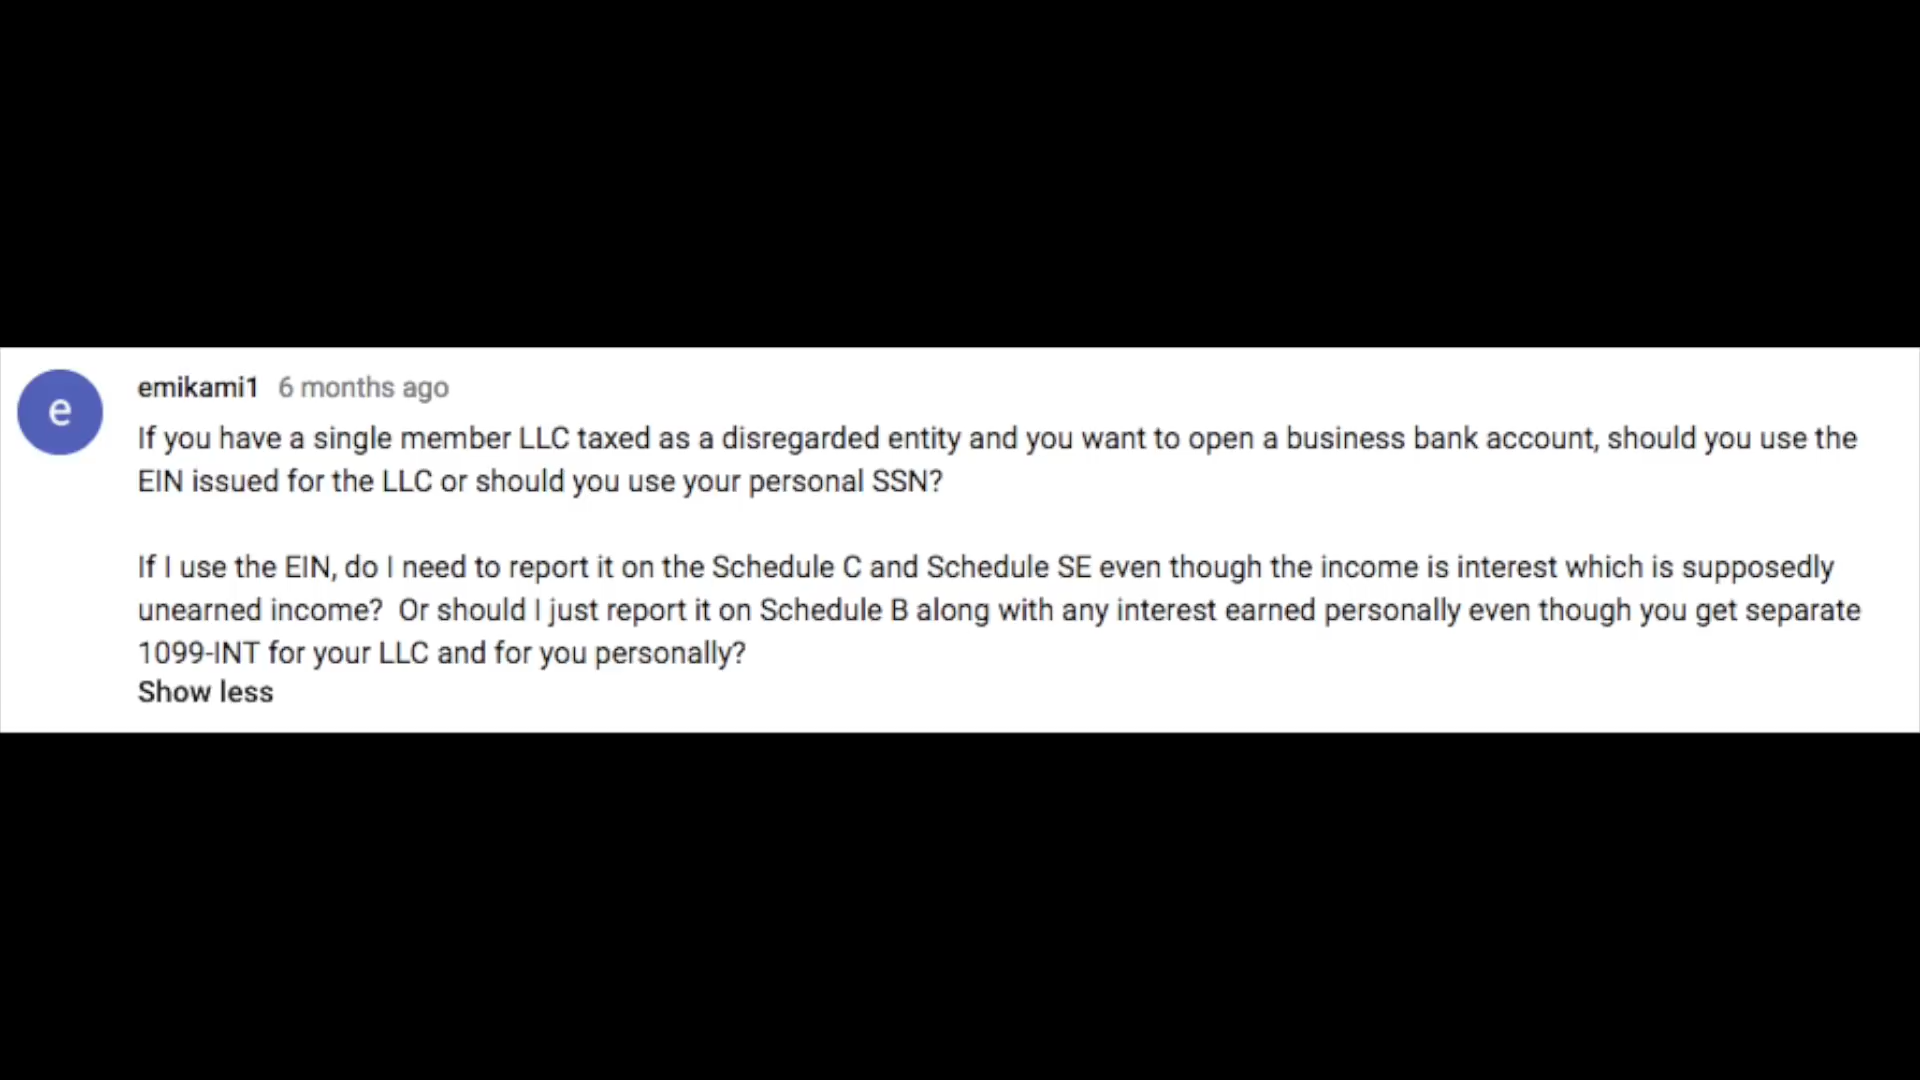 e
emikami1 6 months ago
If you have a single member LLC taxed as a disregarded entity and you want to open a business bank account, should you use the
EIN issued for the LLC or should you use your personal SSN?
If I use the EIN, do I need to report it on the Schedule C and Schedule SE even though the income is interest which is supposedly
unearned income?  Or should I just report it on Schedule B along with any interest earned personally even though you get separate
1099-INT for your LLC and for you personally?
Show less